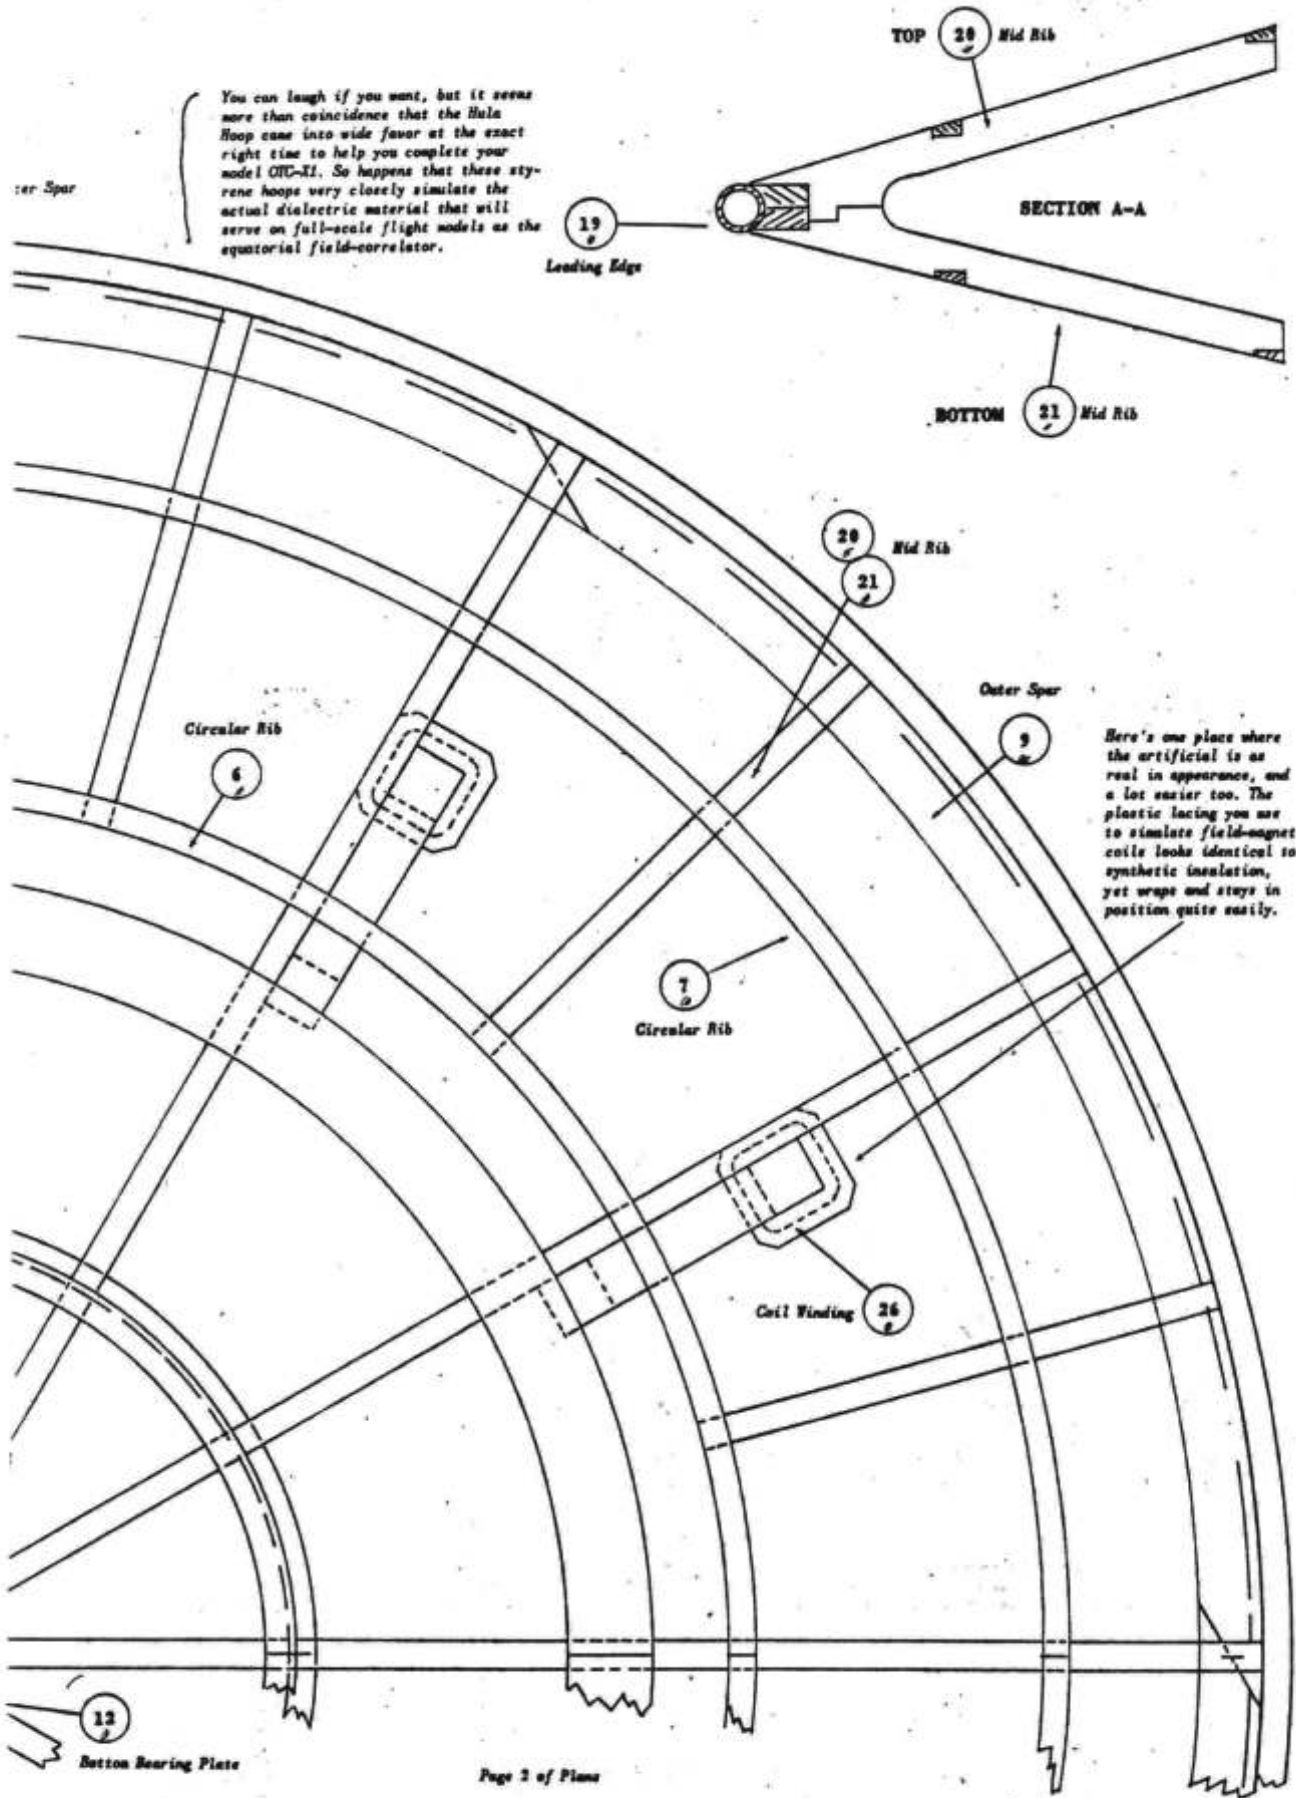 TOP 20 Mid Rib
You can laugh if you want, but it seems
more than coincidence that the Hula
Hoop came into wide favor at the exact
right time to help you complete your
model OTC-X1. So happens that these sty-
rene hoops very closely simulate the
actual dielectric material that will
serve on full-scale flight models as the
equatorial field-correlator.
ter Spar
19
Leading Edge
SECTION A-A
BOTTOM 21 Mid Rib
20 Mid Rib
21
Outer Spar
9
Circular Rib
6
Here's one place where
the artificial is as
real in appearance, and
a lot easier too. The
plastic lacing you use
to simulate field-magnet
coils looks identical to
synthetic insulation,
yet wraps and stays in
position quite easily.
7
Circular Rib
Coil Winding 26
12
Bottom Bearing Plate
Page 2 of Plans